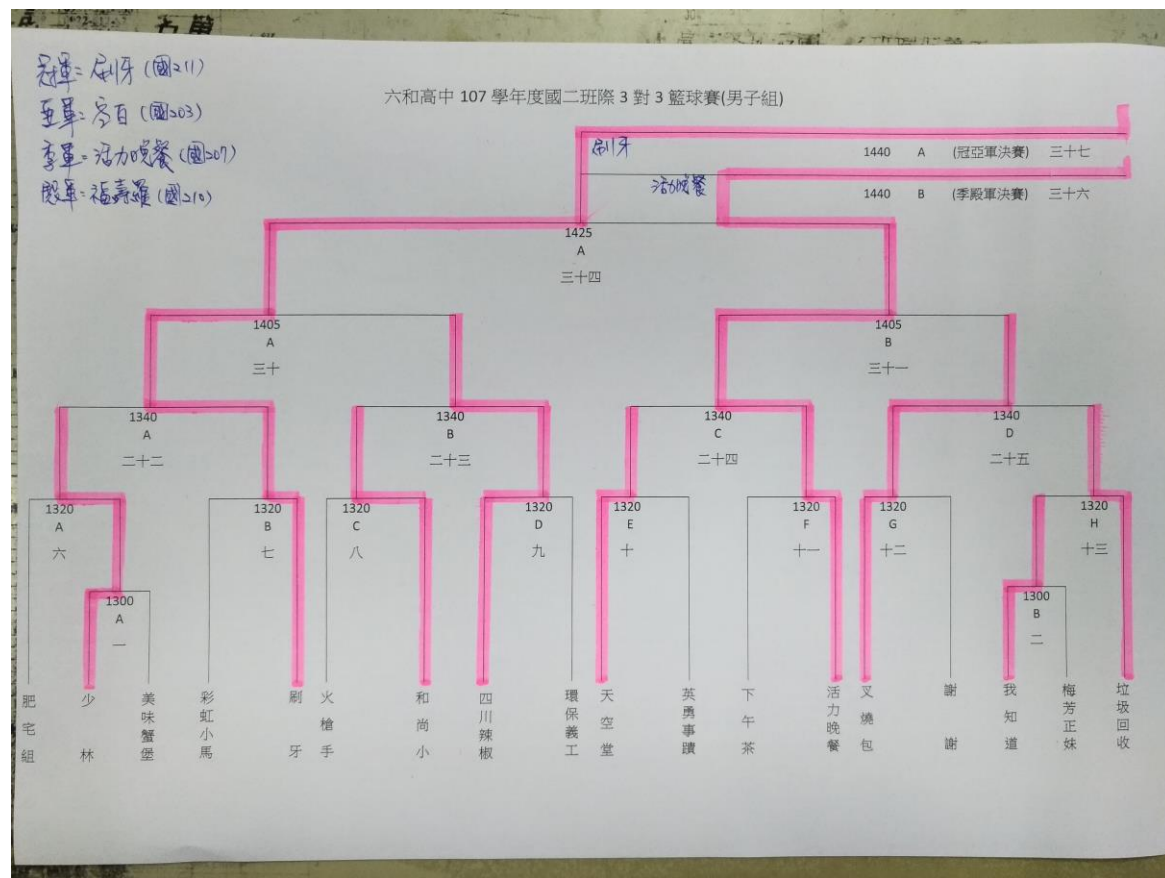 冠軍=刷牙(國211)
亞軍=夸百(國203)
季軍=活力晚餐(國207)
殿軍=福壽羅(國210)
六和高中 107 學年度國二班際 3 對 3 籃球賽(男子組)
刷牙
1440 A (冠亞軍決賽) 三十七
活力晚餐
1440 B (季殿軍決賽) 三十六
1425
A
三十四
1405 1405
A B
三十 三十一
1340 1340 1340 1340
A B C D
二十二 二十三 二十四 二十五
1320 1320 1320 1320 1320 1320 1320 1320
A B C D E F G H
六 七 八 九 十 十一 十二 十三
1300 1300
A B
一 二
肥宅組
少林
美味蟹堡
彩虹小馬
刷牙
火槍手
和尚小
四川辣椒
環保義工
天空堂
英勇事蹟
下午茶
活力晚餐
叉燒包
謝謝
我知道
梅芳正妹
垃圾回收